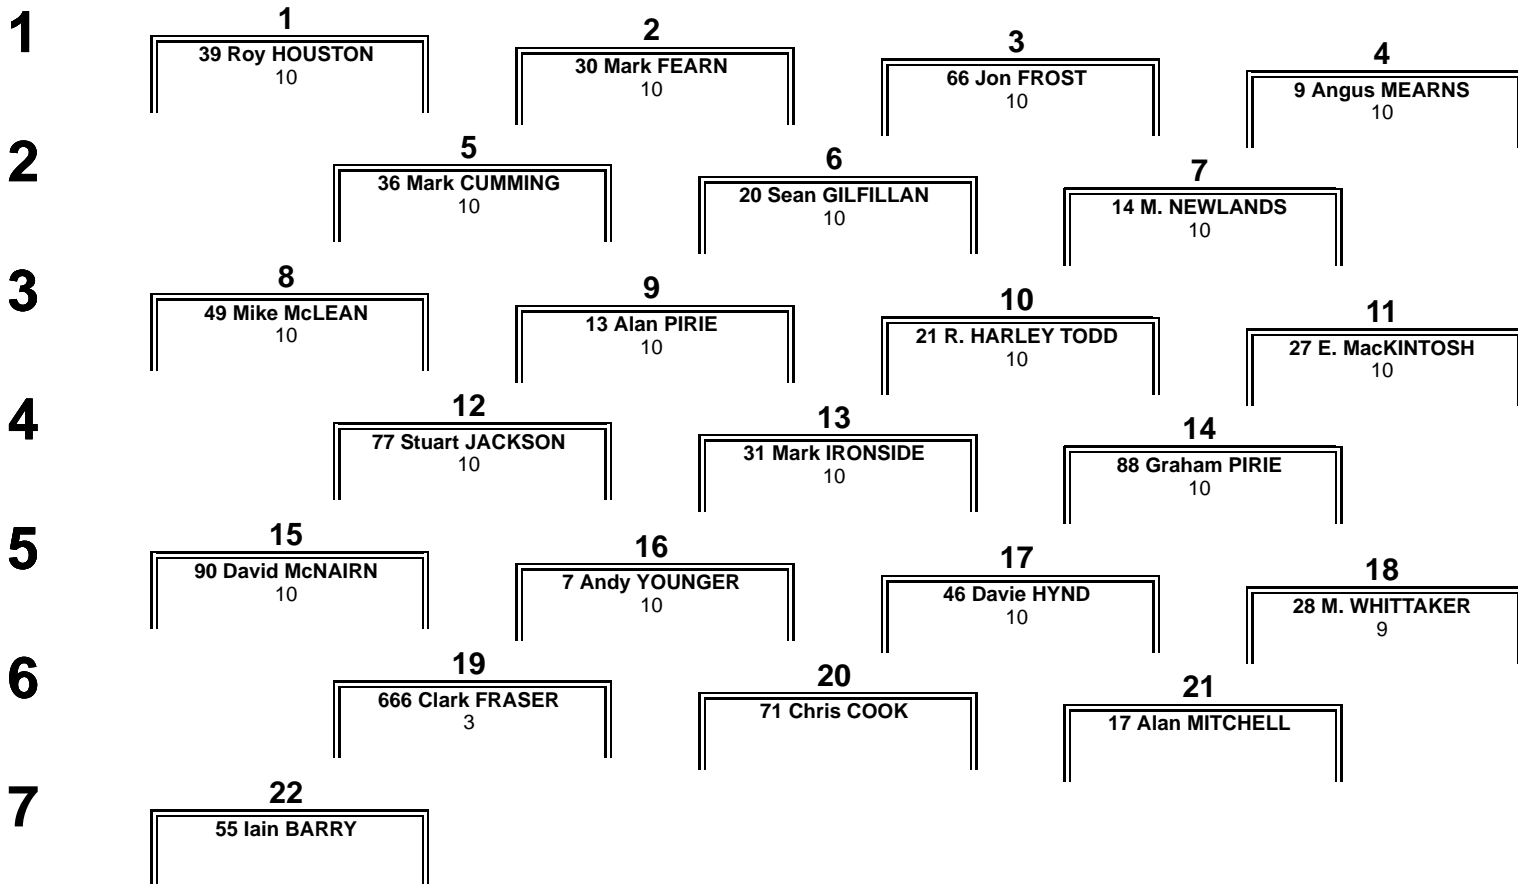 1
1
39 Roy HOUSTON
10
2
30 Mark FEARN
10
3
66 Jon FROST
10
4
9 Angus MEARNS
10
2
5
36 Mark CUMMING
10
6
20 Sean GILFILLAN
10
7
14 M. NEWLANDS
10
3
8
49 Mike McLEAN
10
9
13 Alan PIRIE
10
10
21 R. HARLEY TODD
10
11
27 E. MacKINTOSH
10
4
12
77 Stuart JACKSON
10
13
31 Mark IRONSIDE
10
14
88 Graham PIRIE
10
5
15
90 David McNAIRN
10
16
7 Andy YOUNGER
10
17
46 Davie HYND
10
18
28 M. WHITTAKER
9
6
19
666 Clark FRASER
3
20
71 Chris COOK
21
17 Alan MITCHELL
7
22
55 Iain BARRY